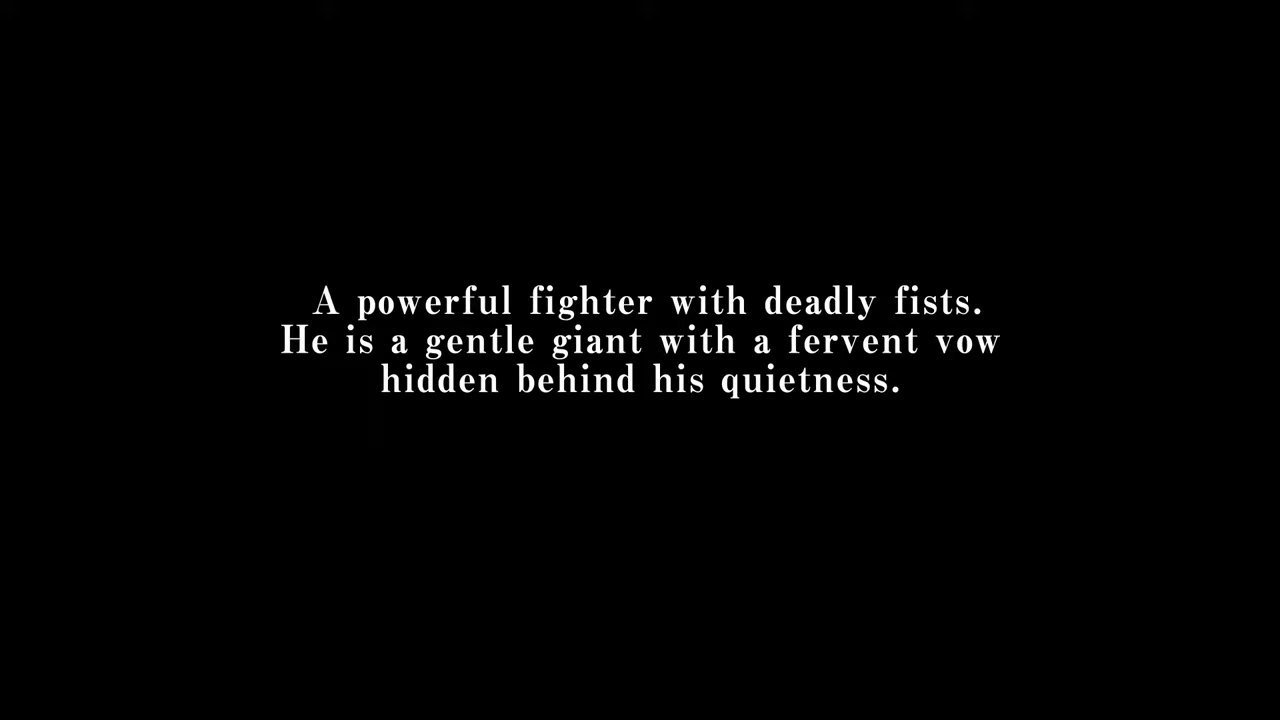 A powerful fighter with deadly fists.
He is a gentle giant with a fervent vow
hidden behind his quietness.